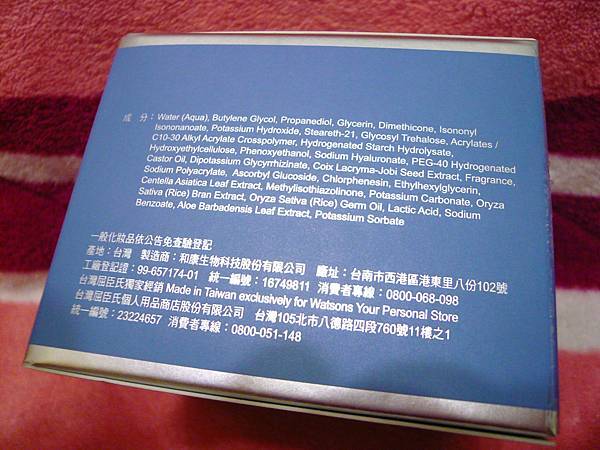 成 分：Water (Aqua), Butylene Glycol, Propanediol, Glycerin, Dimethicone, Isononyl
Isononanoate, Potassium Hydroxide, Steareth-21, Glycosyl Trehalose, Acrylates /
C10-30 Alkyl Acrylate Crosspolymer, Hydrogenated Starch Hydrolysate,
Hydroxyethylcellulose, Phenoxyethanol, Sodium Hyaluronate, PEG-40 Hydrogenated
Castor Oil, Dipotassium Glycyrrhizinate, Coix Lacryma-Jobi Seed Extract, Fragrance,
Sodium Polyacrylate, Ascorbyl Glucoside, Chlorphenesin, Ethylhexylglycerin,
Centella Asiatica Leaf Extract, Methylisothiazolinone, Potassium Carbonate, Oryza
Sativa (Rice) Bran Extract, Oryza Sativa (Rice) Germ Oil, Lactic Acid, Sodium
Benzoate, Aloe Barbadensis Leaf Extract, Potassium Sorbate
一般化妝品依公告免查驗登記
產地：台灣 製造商：和康生物科技股份有限公司 廠址：台南市西港區港東里八份102號
工廠登記證：99-657174-01 統一編號：16749811 消費者專線：0800-068-098
台灣屈臣氏獨家經銷 Made in Taiwan exclusively for Watsons Your Personal Store
台灣屈臣氏個人用品商店股份有限公司 台灣105北市八德路四段760號11樓之1
統一編號：23224657 消費者專線：0800-051-148